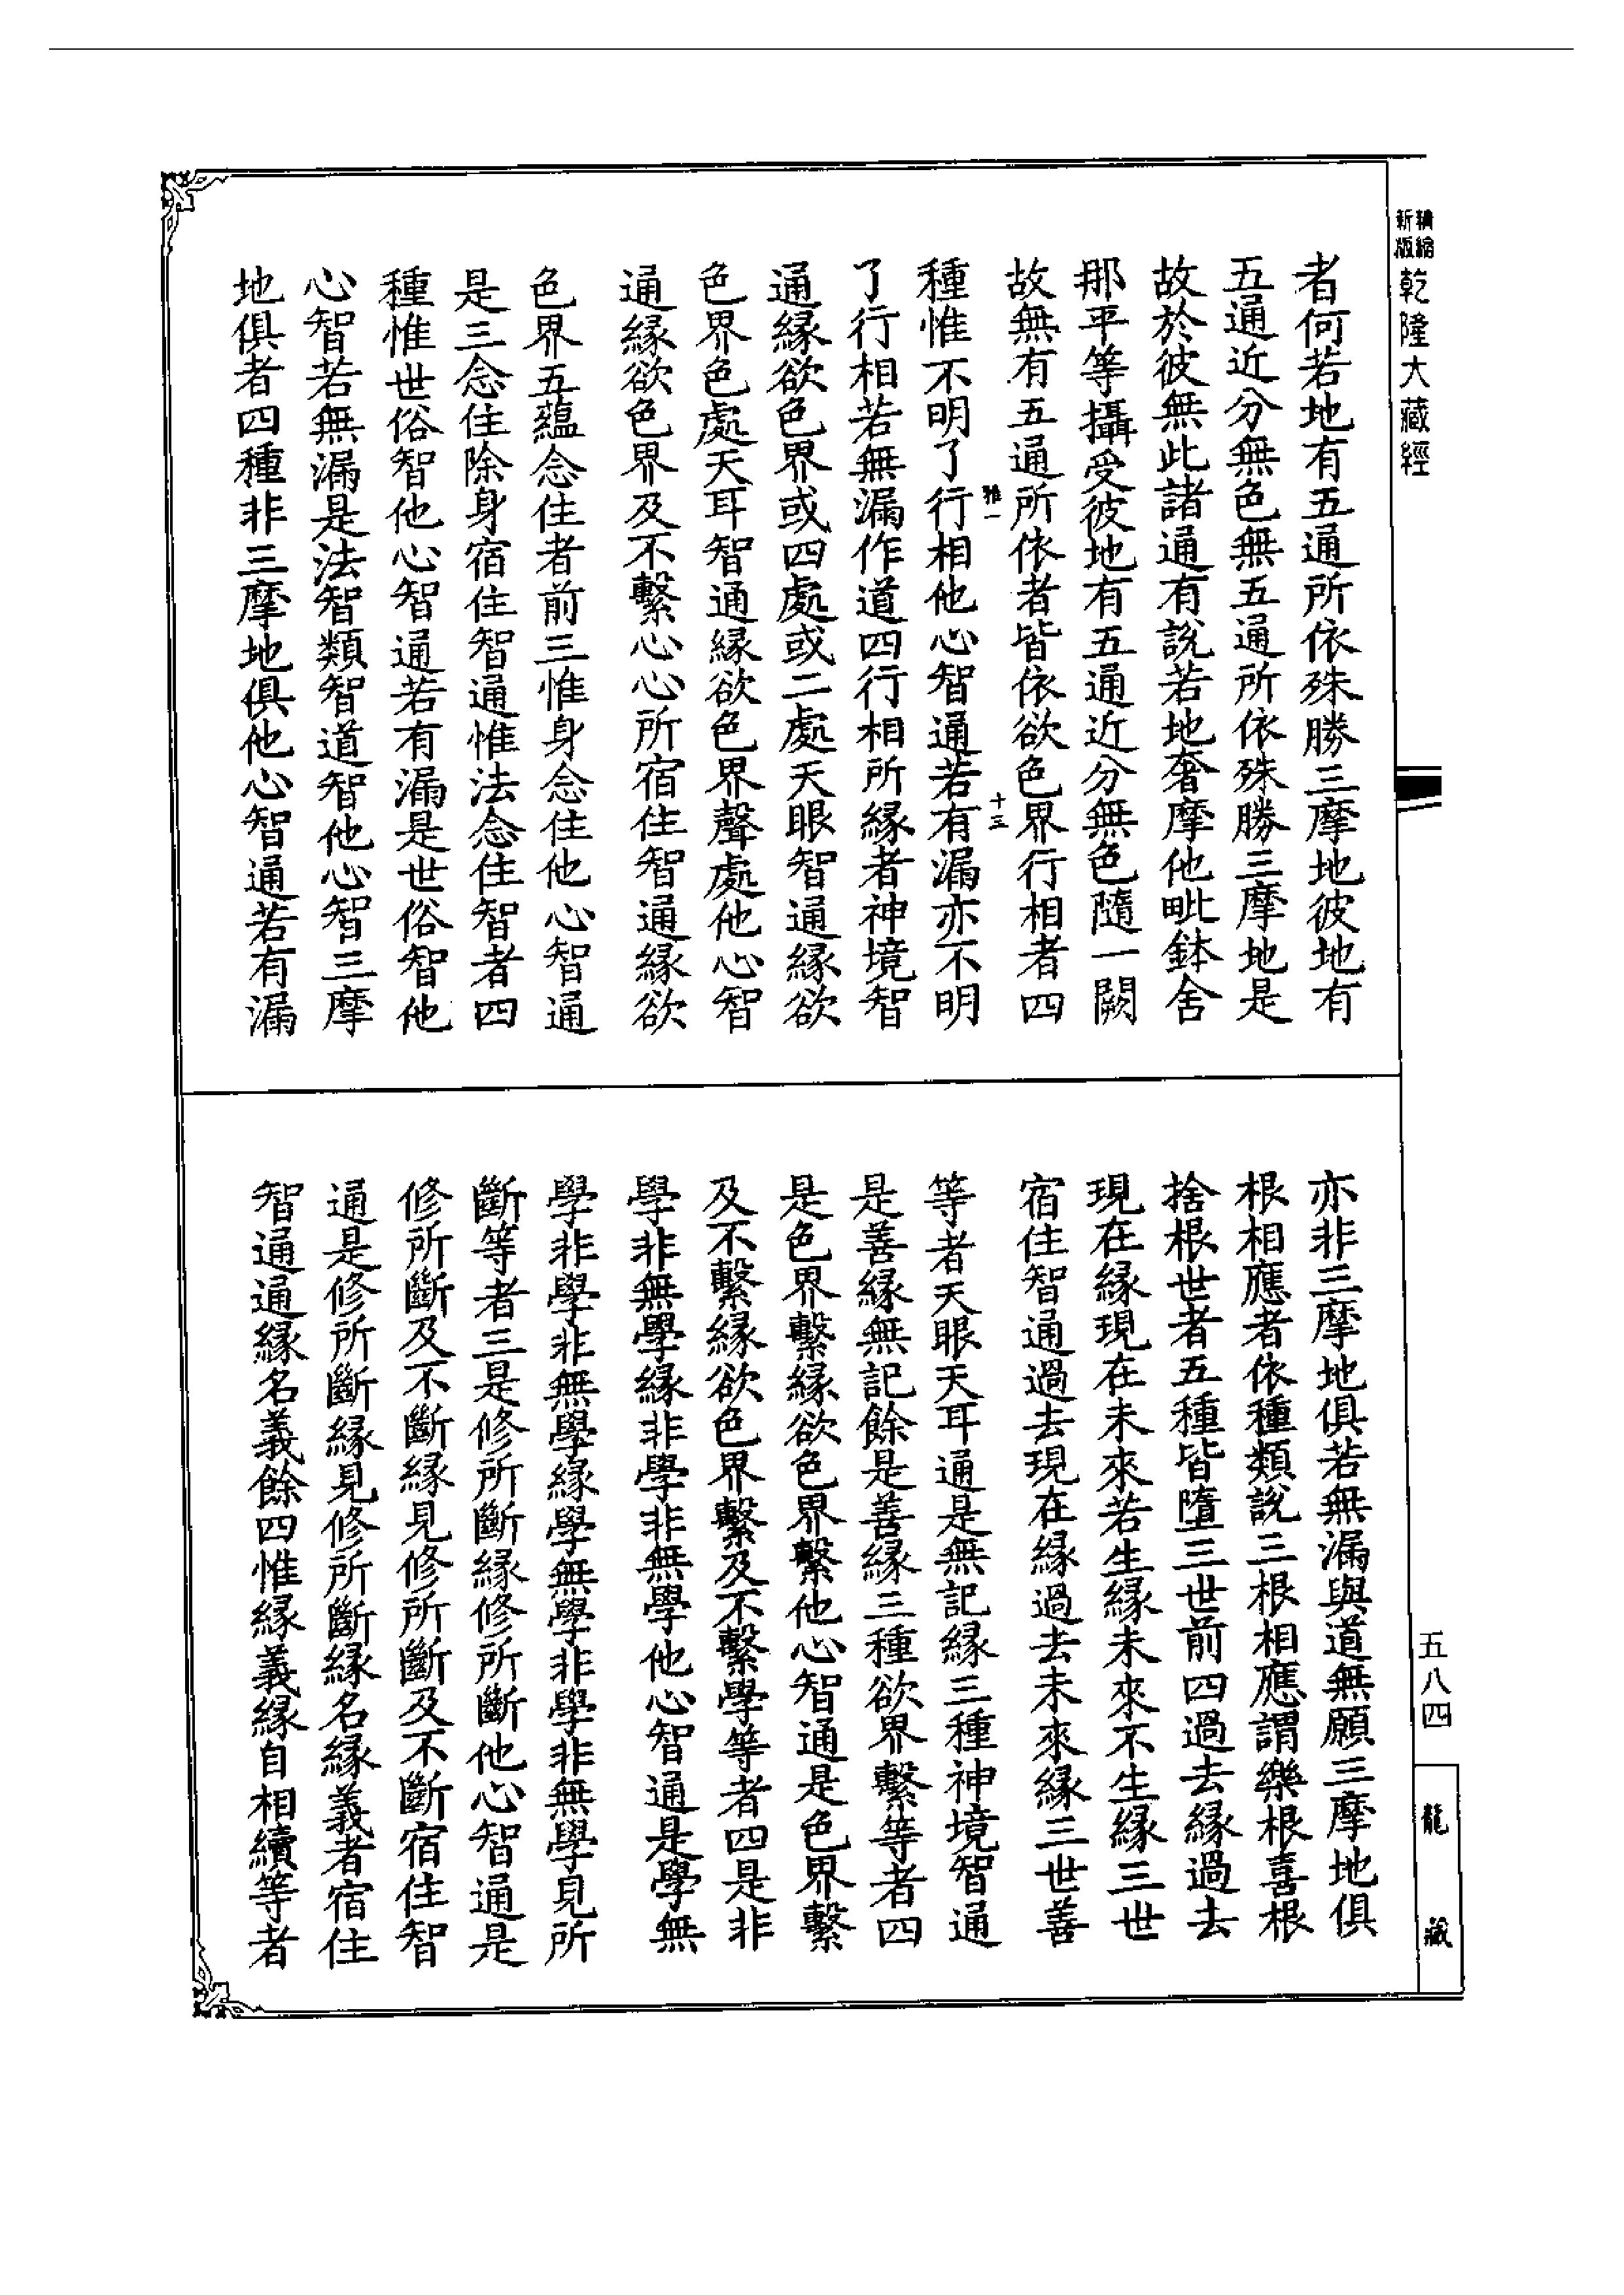 精縮新版
乾隆大藏經
者何若地有五通所依殊勝三摩地彼地有
五通近分無色無五通所依殊勝三摩地是
故於彼無此諸通有說若地奢摩他毗鉢舍
那平等攝受彼地有五通近分無色隨一闕
故無有五通所依者皆依欲色界行相者四
雅一
十三
種惟不明了行相他心智通若有漏亦不明
了行相若無漏作道四行相所緣者神境智
通緣欲色界或四處或二處天眼智通緣欲
色界色處天耳智通緣欲色界聲處他心智
通緣欲色界及不繫心心所宿住智通緣欲
色界五蘊念住者前三惟身念住他心智通
是三念住除身宿住智通惟法念住智者四
種惟世俗智他心智通若有漏是世俗智他
心智若無漏是法智類智道智他心智三摩
地俱者四種非三摩地俱他心智通若有漏
亦非三摩地俱若無漏與道無願三摩地俱
根相應者依種類說三根相應謂樂根喜根
捨根世者五種皆墮三世前四過去緣過去
現在緣現在未來若生緣未來不生緣三世
宿住智通過去現在緣過去未來緣三世善
等者天眼天耳通是無記緣三種神境智通
是善緣無記餘是善緣三種欲界繫等者四
是色界繫緣欲色界繫他心智通是色界繫
及不繫緣欲色界繫及不繫學等者四是非
學非無學緣非學非無學他心智通是學無
學非學非無學緣學無學非學非無學見所
斷等者三是修所斷緣修所斷他心智通是
修所斷及不斷緣見修所斷及不斷宿住智
通是修所斷緣見修所斷緣名緣義者宿住
智通通緣名義餘四惟緣義緣自相續等者
五八四
龍藏